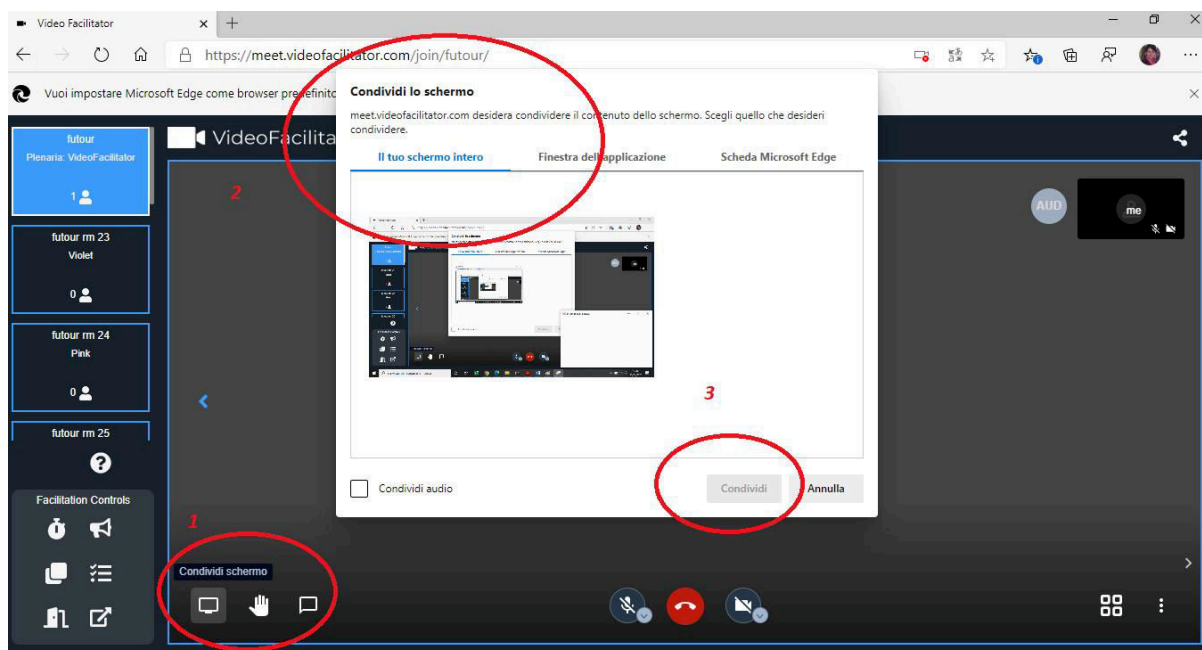 Video Facilitator
https://meet.videofacilitator.com/join/futour/
Vuoi impostare Microsoft Edge come browser predefinito
futour
Plenaria: VideoFacilitator
1
futour rm 23
Violet
0
futour rm 24
Pink
0
futour rm 25
Facilitation Controls
VideoFacilita
2
Condividi lo schermo
meet.videofacilitator.com desidera condividere il contenuto dello schermo. Scegli quello che desideri
condividere.
Il tuo schermo intero Finestra dell'applicazione Scheda Microsoft Edge
3
Condividi audio Condividi Annulla
AUD
me
1
Condividi schermo